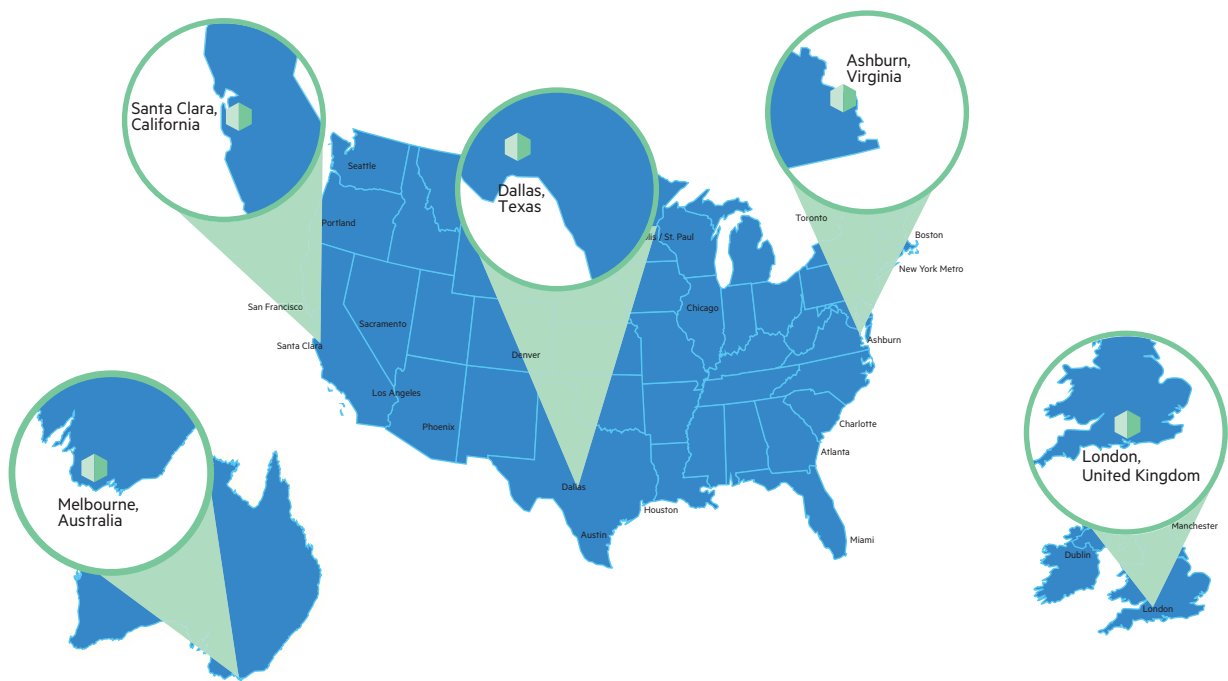 Santa Clara,
California
Dallas,
Texas
Ashburn,
Virginia
Melbourne,
Australia
London,
United Kingdom
Seattle
Portland
San Francisco
Sacramento
Santa Clara
Los Angeles
Phoenix
Denver
/ St. Paul
Chicago
Toronto
Boston
New York Metro
Ashburn
Charlotte
Atlanta
Dallas
Houston
Austin
Miami
Manchester
Dublin
London